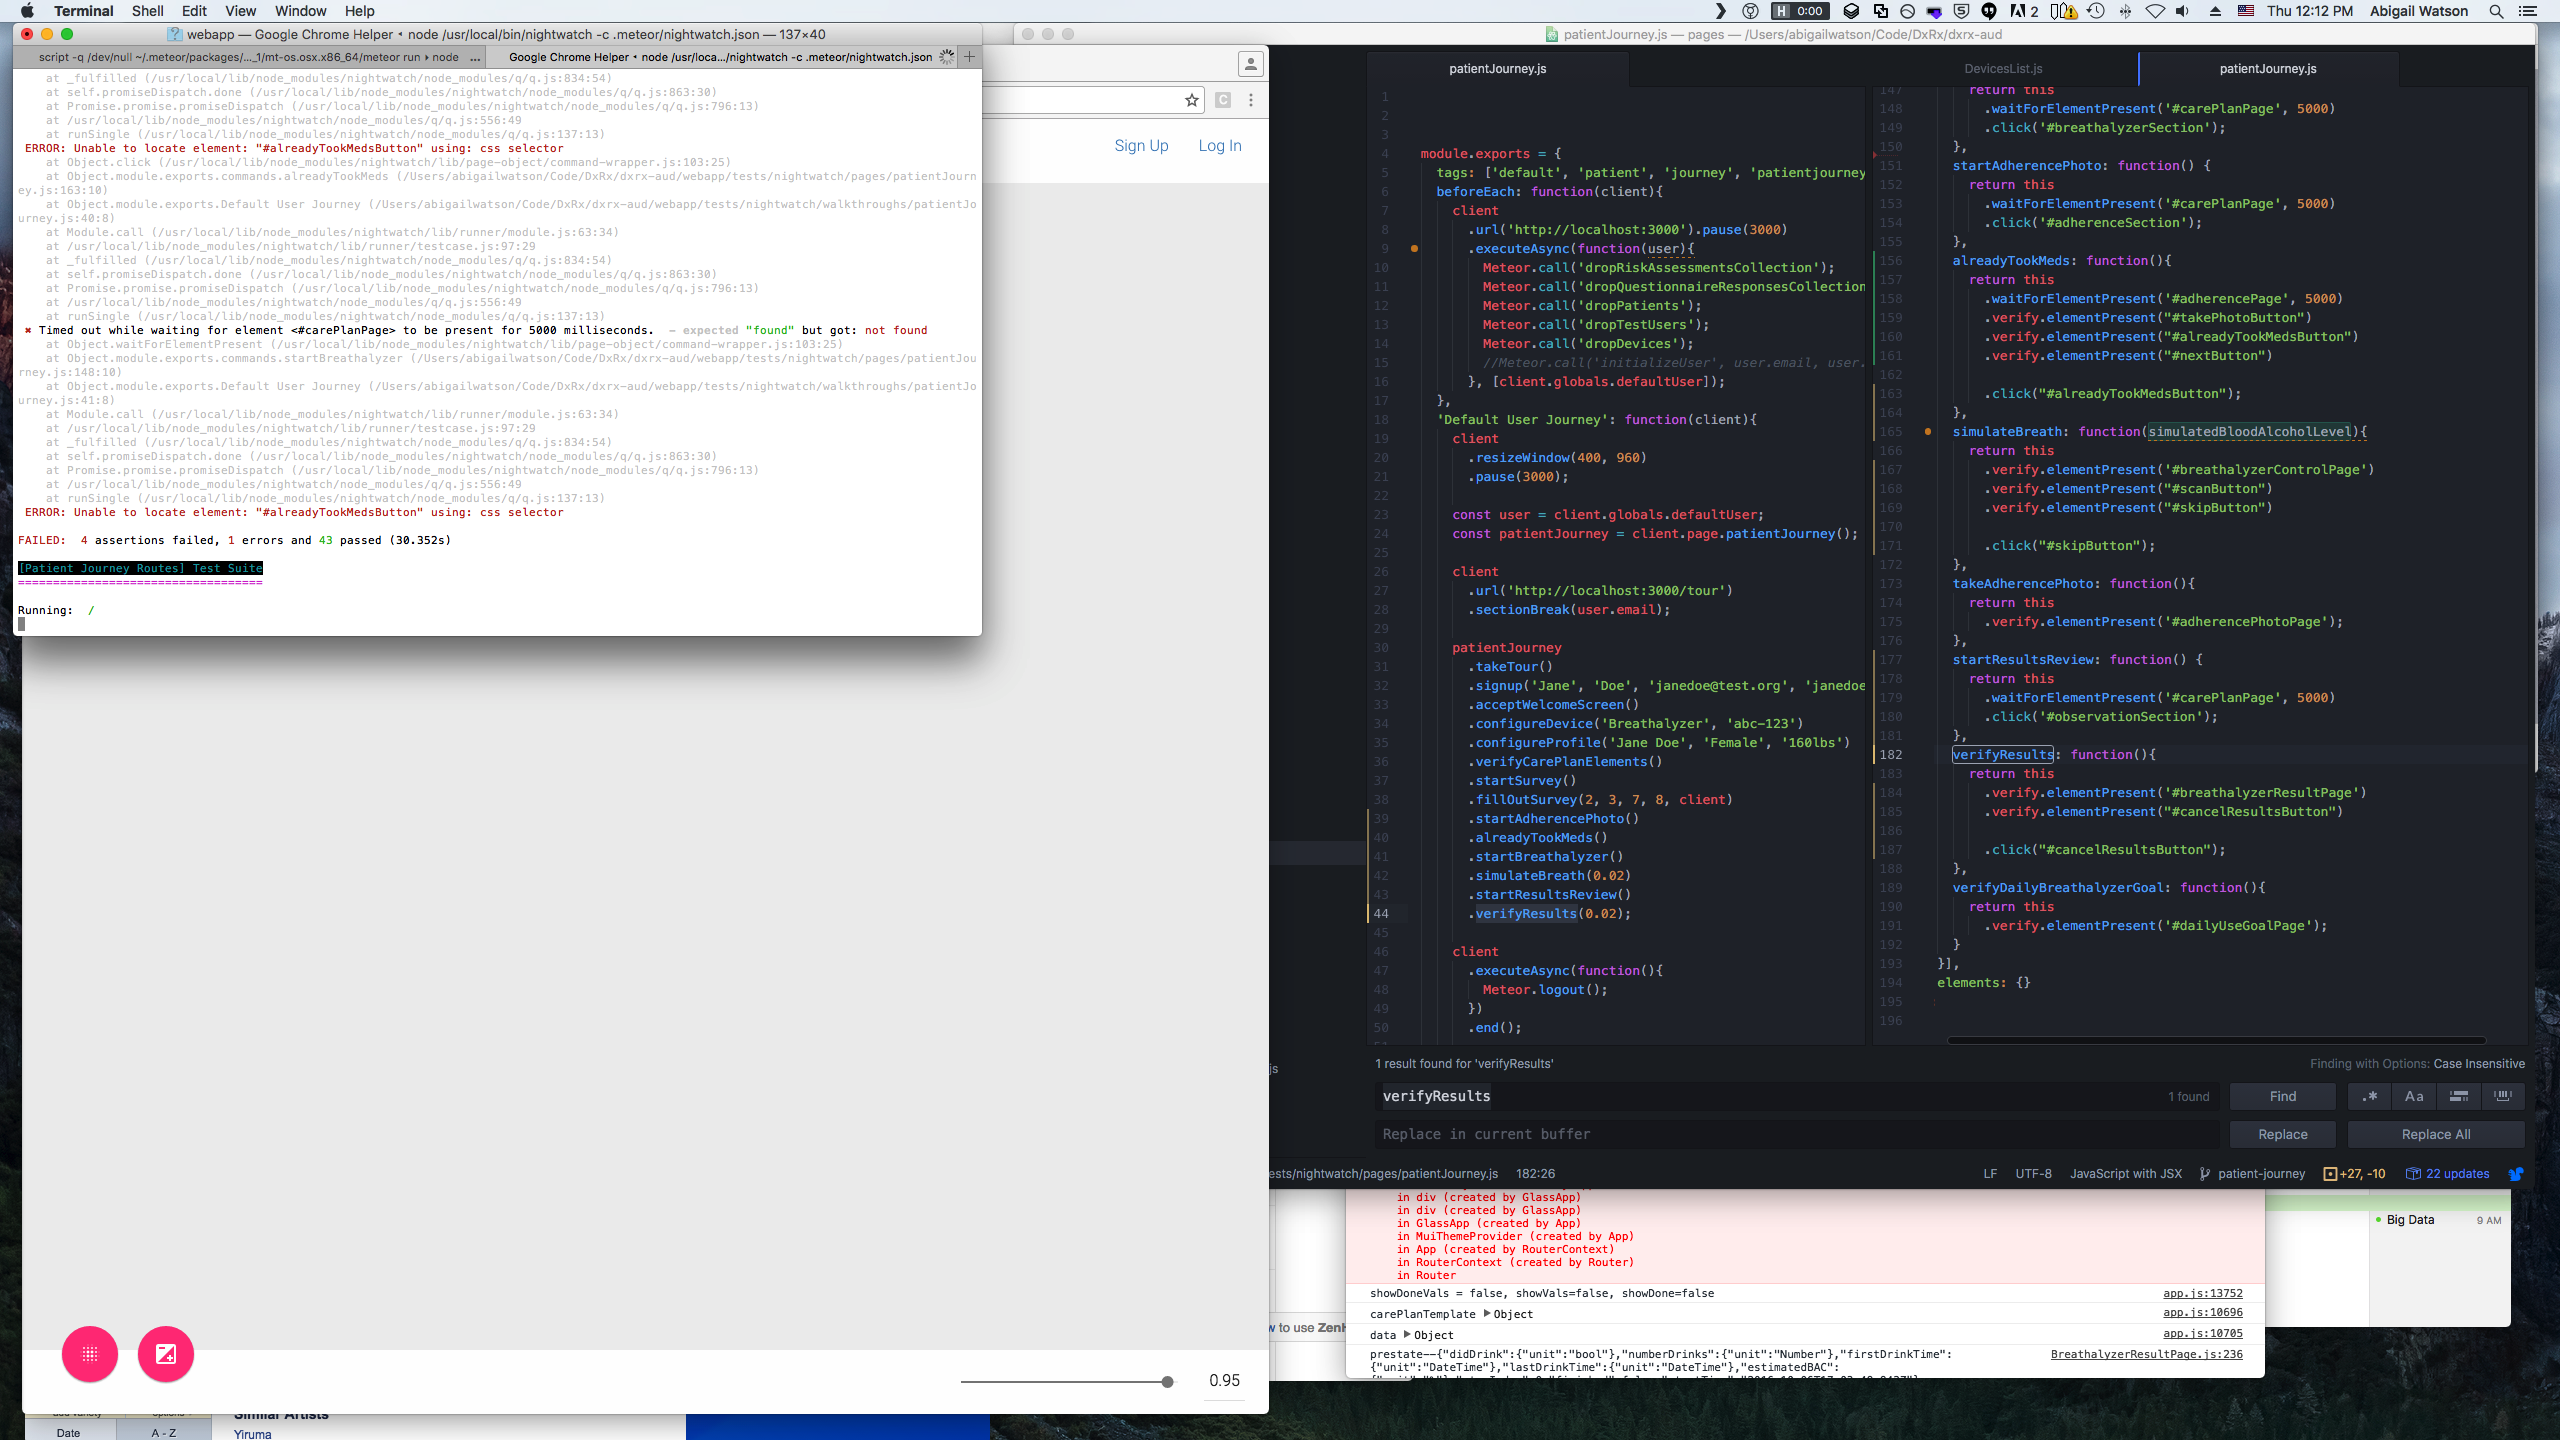 Terminal Shell Edit View Window Help
H 0:00 2 Thu 12:12 PM Abigail Watson
webapp — Google Chrome Helper ◂ node /usr/local/bin/nightwatch -c .meteor/nightwatch.json — 137×40
script -q /dev/null ~/.meteor/packages/..._1/mt-os.osx.x86_64/meteor run ▸ node ...
Google Chrome Helper ◂ node /usr/loca.../nightwatch -c .meteor/nightwatch.json
at _fulfilled (/usr/local/lib/node_modules/nightwatch/node_modules/q/q.js:834:54)
at self.promiseDispatch.done (/usr/local/lib/node_modules/nightwatch/node_modules/q/q.js:863:30)
at Promise.promise.promiseDispatch (/usr/local/lib/node_modules/nightwatch/node_modules/q/q.js:796:13)
at /usr/local/lib/node_modules/nightwatch/node_modules/q/q.js:556:49
at runSingle (/usr/local/lib/node_modules/nightwatch/node_modules/q/q.js:137:13)
ERROR: Unable to locate element: "#alreadyTookMedsButton" using: css selector
at Object.click (/usr/local/lib/node_modules/nightwatch/lib/page-object/command-wrapper.js:103:25)
at Object.module.exports.commands.alreadyTookMeds (/Users/abigailwatson/Code/DxRx/dxrx-aud/webapp/tests/nightwatch/pages/patientJourn
ey.js:163:10)
at Object.module.exports.Default User Journey (/Users/abigailwatson/Code/DxRx/dxrx-aud/webapp/tests/nightwatch/walkthroughs/patientJo
urney.js:40:8)
at Module.call (/usr/local/lib/node_modules/nightwatch/lib/runner/module.js:63:34)
at /usr/local/lib/node_modules/nightwatch/lib/runner/testcase.js:97:29
at _fulfilled (/usr/local/lib/node_modules/nightwatch/node_modules/q/q.js:834:54)
at self.promiseDispatch.done (/usr/local/lib/node_modules/nightwatch/node_modules/q/q.js:863:30)
at Promise.promise.promiseDispatch (/usr/local/lib/node_modules/nightwatch/node_modules/q/q.js:796:13)
at /usr/local/lib/node_modules/nightwatch/node_modules/q/q.js:556:49
at runSingle (/usr/local/lib/node_modules/nightwatch/node_modules/q/q.js:137:13)
✖ Timed out while waiting for element <#carePlanPage> to be present for 5000 milliseconds. – expected "found" but got: not found
at Object.waitForElementPresent (/usr/local/lib/node_modules/nightwatch/lib/page-object/command-wrapper.js:103:25)
at Object.module.exports.commands.startBreathalyzer (/Users/abigailwatson/Code/DxRx/dxrx-aud/webapp/tests/nightwatch/pages/patientJou
rney.js:148:10)
at Object.module.exports.Default User Journey (/Users/abigailwatson/Code/DxRx/dxrx-aud/webapp/tests/nightwatch/walkthroughs/patientJo
urney.js:41:8)
at Module.call (/usr/local/lib/node_modules/nightwatch/lib/runner/module.js:63:34)
at /usr/local/lib/node_modules/nightwatch/lib/runner/testcase.js:97:29
at _fulfilled (/usr/local/lib/node_modules/nightwatch/node_modules/q/q.js:834:54)
at self.promiseDispatch.done (/usr/local/lib/node_modules/nightwatch/node_modules/q/q.js:863:30)
at Promise.promise.promiseDispatch (/usr/local/lib/node_modules/nightwatch/node_modules/q/q.js:796:13)
at /usr/local/lib/node_modules/nightwatch/node_modules/q/q.js:556:49
at runSingle (/usr/local/lib/node_modules/nightwatch/node_modules/q/q.js:137:13)
ERROR: Unable to locate element: "#alreadyTookMedsButton" using: css selector
FAILED: 4 assertions failed, 1 errors and 43 passed (30.352s)
[Patient Journey Routes] Test Suite
===================================
Running: /
Sign Up Log In
0.95
patientJourney.js — pages — /Users/abigailwatson/Code/DxRx/dxrx-aud
patientJourney.js
1
2
3
4 module.exports = {
5 tags: ['default', 'patient', 'journey', 'patientjourney
6 beforeEach: function(client){
7 client
8 .url('http://localhost:3000').pause(3000)
9 .executeAsync(function(user){
10 Meteor.call('dropRiskAssessmentsCollection');
11 Meteor.call('dropQuestionnaireResponsesCollection
12 Meteor.call('dropPatients');
13 Meteor.call('dropTestUsers');
14 Meteor.call('dropDevices');
15 //Meteor.call('initializeUser', user.email, user.
16 }, [client.globals.defaultUser]);
17 },
18 'Default User Journey': function(client){
19 client
20 .resizeWindow(400, 960)
21 .pause(3000);
22
23 const user = client.globals.defaultUser;
24 const patientJourney = client.page.patientJourney();
25
26 client
27 .url('http://localhost:3000/tour')
28 .sectionBreak(user.email);
29
30 patientJourney
31 .takeTour()
32 .signup('Jane', 'Doe', 'janedoe@test.org', 'janedoe
33 .acceptWelcomeScreen()
34 .configureDevice('Breathalyzer', 'abc-123')
35 .configureProfile('Jane Doe', 'Female', '160lbs')
36 .verifyCarePlanElements()
37 .startSurvey()
38 .fillOutSurvey(2, 3, 7, 8, client)
39 .startAdherencePhoto()
40 .alreadyTookMeds()
41 .startBreathalyzer()
42 .simulateBreath(0.02)
43 .startResultsReview()
44 .verifyResults(0.02);
45
46 client
47 .executeAsync(function(){
48 Meteor.logout();
49 })
50 .end();
DevicesList.js patientJourney.js
147 return this
148 .waitForElementPresent('#carePlanPage', 5000)
149 .click('#breathalyzerSection');
150 },
151 startAdherencePhoto: function() {
152 return this
153 .waitForElementPresent('#carePlanPage', 5000)
154 .click('#adherenceSection');
155 },
156 alreadyTookMeds: function(){
157 return this
158 .waitForElementPresent('#adherencePage', 5000)
159 .verify.elementPresent("#takePhotoButton")
160 .verify.elementPresent("#alreadyTookMedsButton")
161 .verify.elementPresent("#nextButton")
162
163 .click("#alreadyTookMedsButton");
164 },
165 simulateBreath: function(simulatedBloodAlcoholLevel){
166 return this
167 .verify.elementPresent('#breathalyzerControlPage')
168 .verify.elementPresent("#scanButton")
169 .verify.elementPresent("#skipButton")
170
171 .click("#skipButton");
172 },
173 takeAdherencePhoto: function(){
174 return this
175 .verify.elementPresent('#adherencePhotoPage');
176 },
177 startResultsReview: function() {
178 return this
179 .waitForElementPresent('#carePlanPage', 5000)
180 .click('#observationSection');
181 },
182 verifyResults: function(){
183 return this
184 .verify.elementPresent('#breathalyzerResultPage')
185 .verify.elementPresent("#cancelResultsButton")
186
187 .click("#cancelResultsButton");
188 },
189 verifyDailyBreathalyzerGoal: function(){
190 return this
191 .verify.elementPresent('#dailyUseGoalPage');
192 }
193 }],
194 elements: {}
195
196
js
1 result found for 'verifyResults' Finding with Options: Case Insensitive
verifyResults 1 found Find .* Aa
Replace in current buffer Replace Replace All
ests/nightwatch/pages/patientJourney.js 182:26 LF UTF-8 JavaScript with JSX patient-journey +27, -10 22 updates
in div (created by GlassApp)
in div (created by GlassApp)
in GlassApp (created by App)
in MuiThemeProvider (created by App)
in App (created by RouterContext)
in RouterContext (created by Router)
in Router
showDoneVals = false, showVals=false, showDone=false app.js:13752
carePlanTemplate ▶ Object app.js:10696
data ▶ Object app.js:10705
prestate--{"didDrink":{"unit":"bool"},"numberDrinks":{"unit":"Number"},"firstDrinkTime": BreathalyzerResultPage.js:236
{"unit":"DateTime"},"lastDrinkTime":{"unit":"DateTime"},"estimatedBAC":
Big Data 9 AM
w to use ZenH
Similar Artists
Date A - Z Yiruma